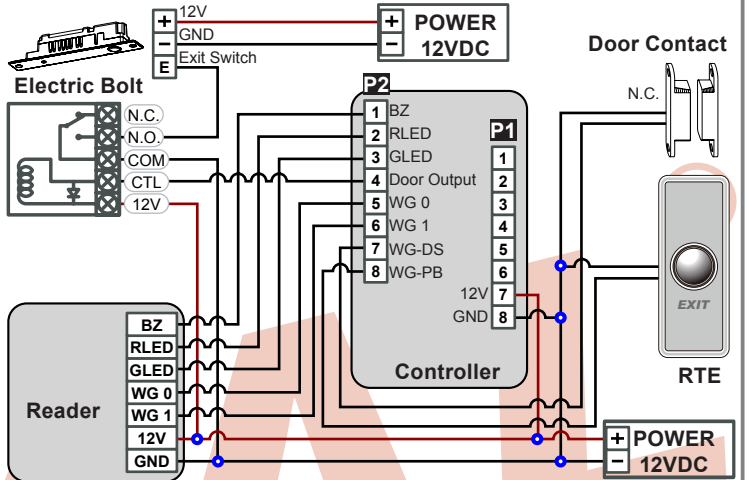 12V
GND
Exit Switch
+
−
E
+ POWER
− 12VDC
Electric Bolt
N.C.
N.O.
COM
CTL
12V
Door Contact
N.C.
P2
1 BZ
2 RLED
3 GLED
4 Door Output
5 WG 0
6 WG 1
7 WG-DS
8 WG-PB
P1
1
2
3
4
5
6
12V 7
GND 8
Controller
EXIT
RTE
Reader
BZ
RLED
GLED
WG 0
WG 1
12V
GND
+ POWER
− 12VDC